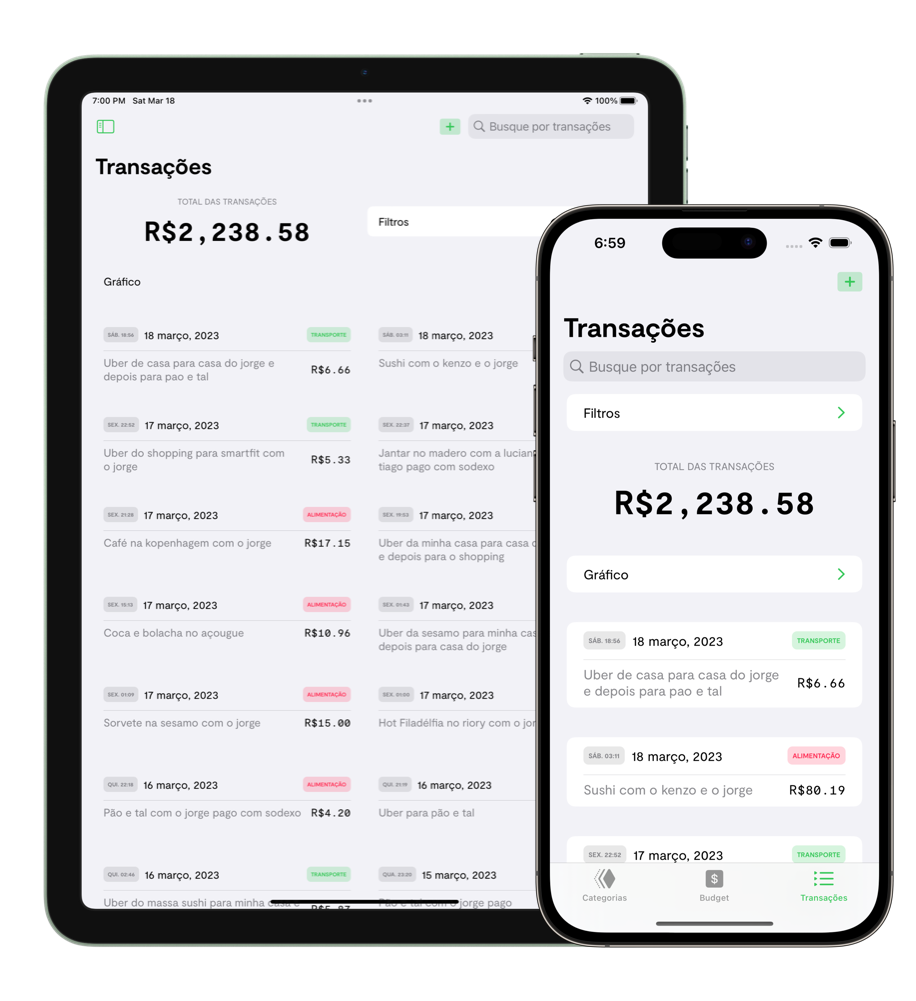 7:00 PM Sat Mar 18
100%
Busque por transações
Transações
TOTAL DAS TRANSAÇÕES
R$2,238.58
Filtros
Gráfico
SÁB. 18:56 18 março, 2023 TRANSPORTE
Uber de casa para casa do jorge e
depois para pao e tal
R$6.66
SÁB. 03:11 18 março, 2023
Sushi com o kenzo e o jorge
SEX. 22:52 17 março, 2023 TRANSPORTE
Uber do shopping para smartfit com
o jorge
R$5.33
SEX. 22:27 17 março, 2023
Jantar no madero com a lucian
tiago pago com sodexo
SEX. 21:28 17 março, 2023 ALIMENTAÇÃO
Café na kopenhagem com o jorge R$17.15
SEX. 19:53 17 março, 2023
Uber da minha casa para casa
e depois para o shopping
SEX. 15:13 17 março, 2023 ALIMENTAÇÃO
Coca e bolacha no açougue R$10.96
SEX. 01:43 17 março, 2023
Uber da sesamo para minha cas
depois para casa do jorge
SEX. 01:09 17 março, 2023 ALIMENTAÇÃO
Sorvete na sesamo com o jorge R$15.00
SEX. 01:00 17 março, 2023
Hot Filadélfia no riory com o jor
QUI. 22:18 16 março, 2023 ALIMENTAÇÃO
Pão e tal com o jorge pago com sodexo R$4.20
QUI. 21:19 16 março, 2023
Uber para pão e tal
QUI. 02:46 16 março, 2023 TRANSPORTE
Uber do massa sushi para minha casa e
QUA. 15 março, 2023
Pão e tal com o jorge pago
6:59
Transações
Busque por transações
Filtros
TOTAL DAS TRANSAÇÕES
R$2,238.58
Gráfico
SÁB. 18:56 18 março, 2023 TRANSPORTE
Uber de casa para casa do jorge
e depois para pao e tal
R$6.66
SÁB. 03:11 18 março, 2023 ALIMENTAÇÃO
Sushi com o kenzo e o jorge R$80.19
SEX. 22:52 17 março, 2023 TRANSPORTE
Categorias
Budget
Transações